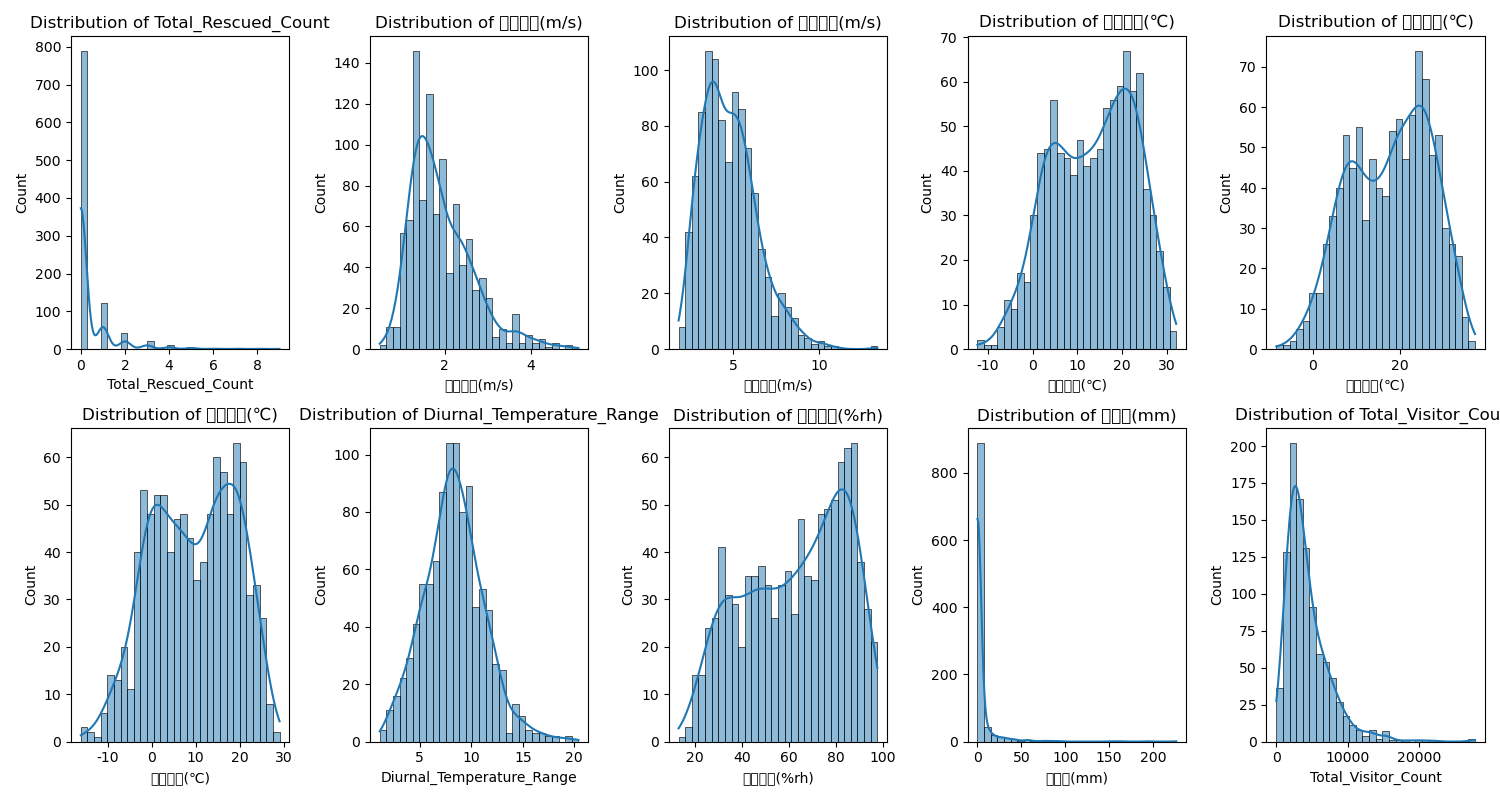 Distribution of Total_Rescued_Count
800
700
600
500
400
300
200
100
0
Count
0 2 4 6 8
Total_Rescued_Count
Distribution of □□□□(m/s)
140
120
100
80
60
40
20
0
Count
2 4
□□□□(m/s)
Distribution of □□□□(m/s)
100
80
60
40
20
0
Count
5 10
□□□□(m/s)
Distribution of □□□□(℃)
70
60
50
40
30
20
10
0
Count
-10 0 10 20 30
□□□□(℃)
Distribution of □□□□(℃)
70
60
50
40
30
20
10
0
Count
0 20
□□□□(℃)
Distribution of □□□□(℃)
60
50
40
30
20
10
0
Count
-10 0 10 20 30
□□□□(℃)
Distribution of Diurnal_Temperature_Range
100
80
60
40
20
0
Count
5 10 15 20
Diurnal_Temperature_Range
Distribution of □□□□(%rh)
60
50
40
30
20
10
0
Count
20 40 60 80 100
□□□□(%rh)
Distribution of □□□(mm)
800
600
400
200
0
Count
0 50 100 150 200
□□□(mm)
Distribution of Total_Visitor_Cou
200
175
150
125
100
75
50
25
0
Count
0 10000 20000
Total_Visitor_Count